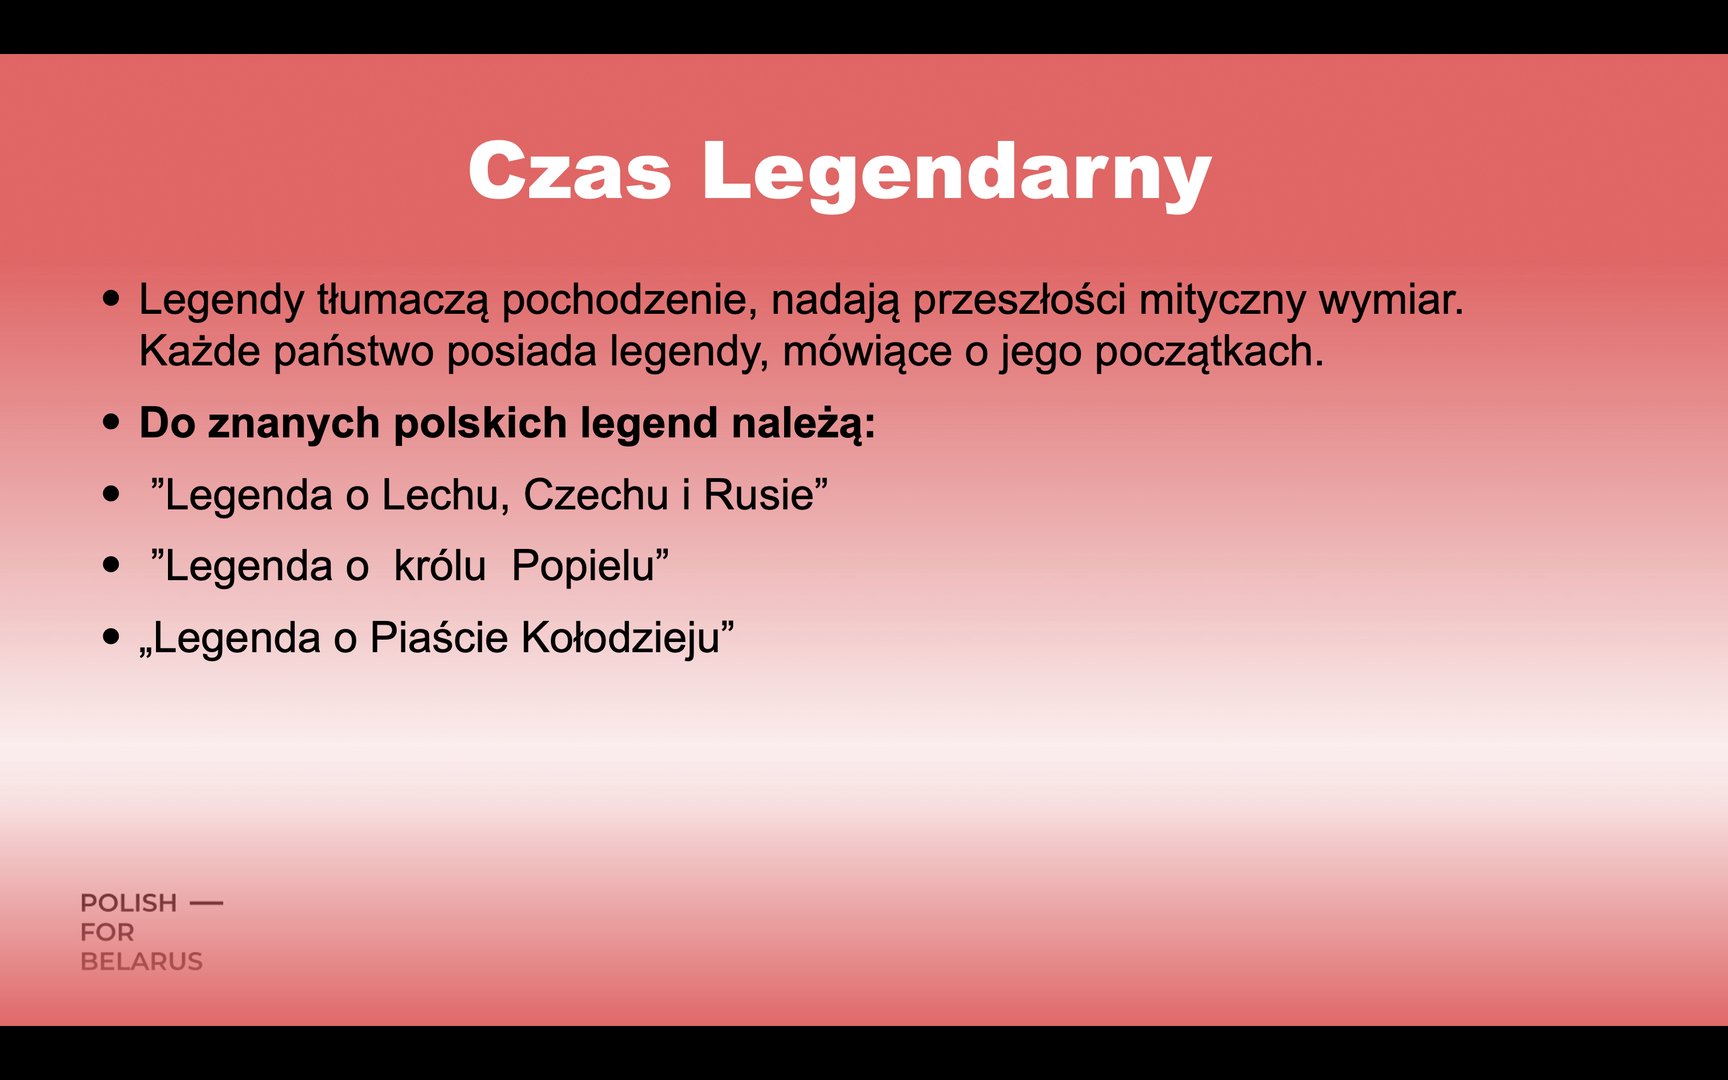 Czas Legendarny
• Legendy tłumaczą pochodzenie, nadają przeszłości mityczny wymiar.
Każde państwo posiada legendy, mówiące o jego początkach.
• Do znanych polskich legend należą:
• ”Legenda o Lechu, Czechu i Rusie”
• ”Legenda o  królu  Popielu”
• „Legenda o Piaście Kołodzieju”
POLISH —
FOR
BELARUS